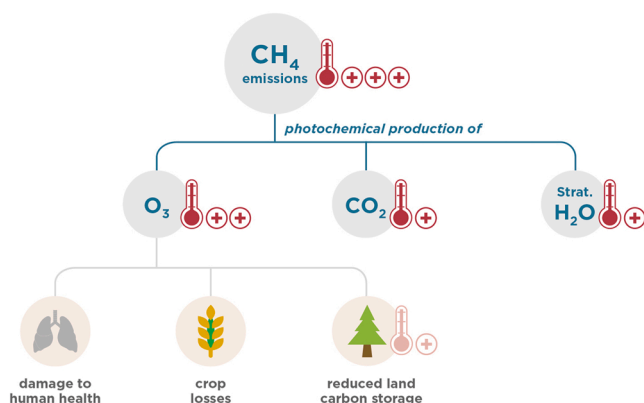 CH₄
emissions
photochemical production of
O₃
CO₂
Strat.
H₂O
damage to
human health
crop
losses
reduced land
carbon storage